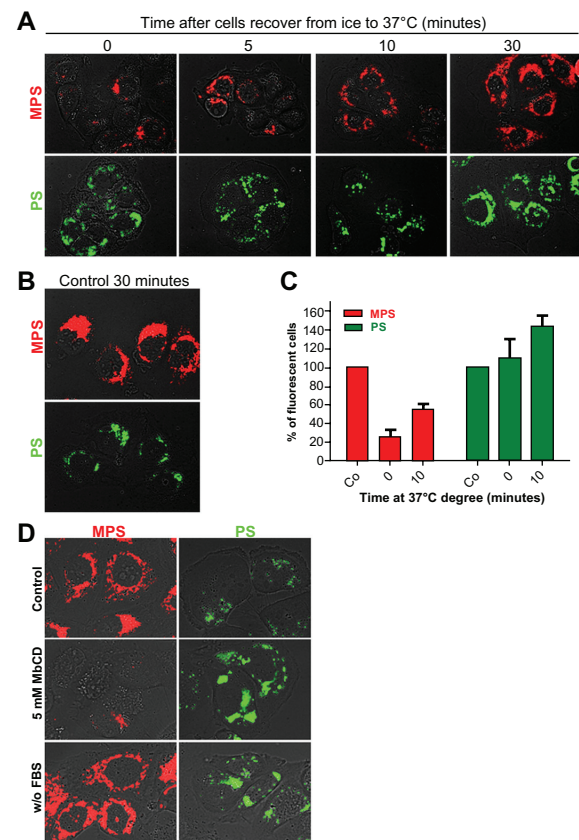 A
Time after cells recover from ice to 37°C (minutes)
0 5 10 30
MPS
PS
B
Control 30 minutes
MPS
PS
C
MPS
PS
% of fluorescent cells
160
140
120
100
80
60
40
20
0
Co 0 10 Co 0 10
Time at 37°C degree (minutes)
D
MPS PS
Control
5 mM MbCD
w/o FBS